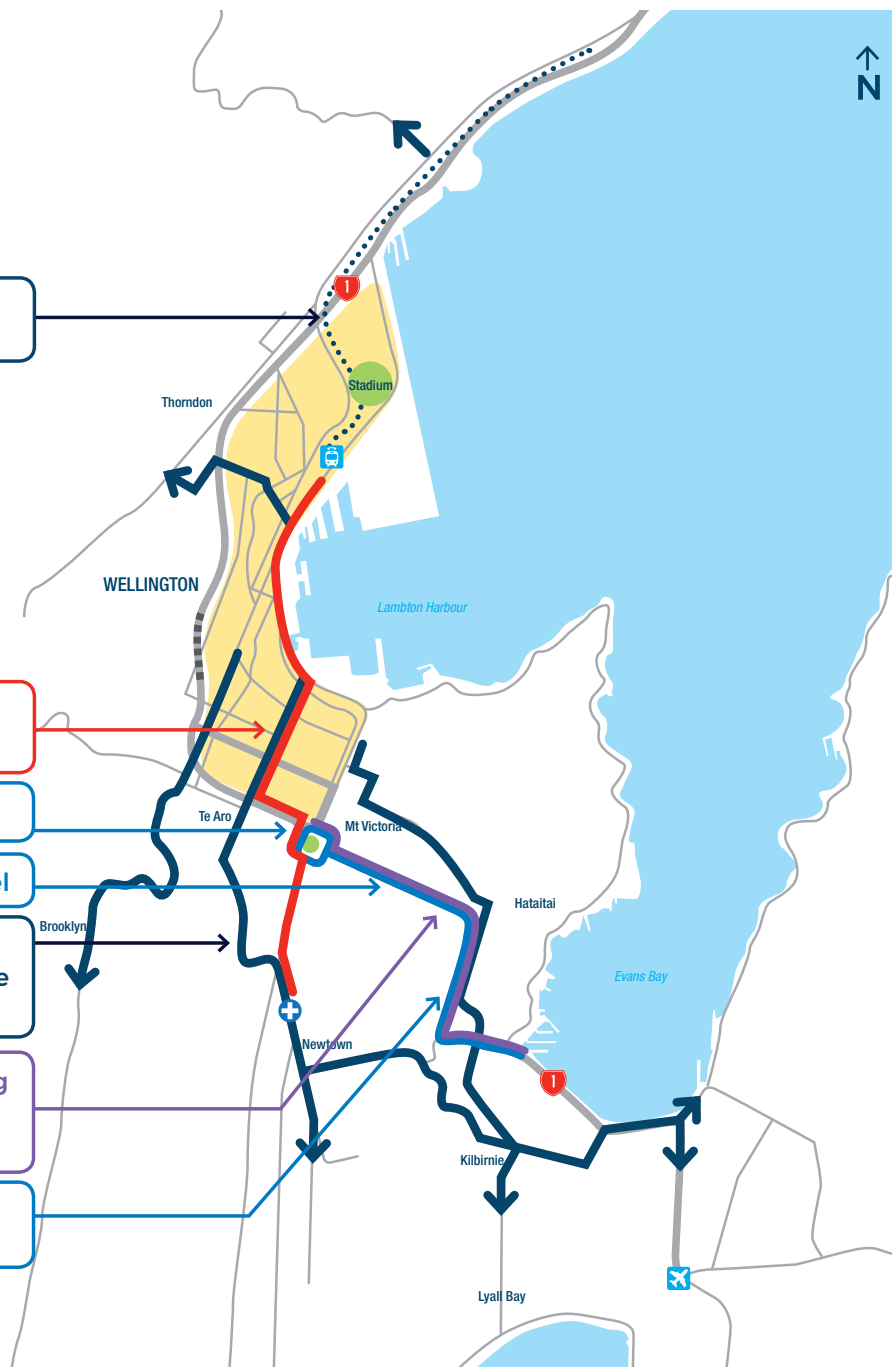 N
1
Stadium
Thorndon
WELLINGTON
Lambton Harbour
Te Aro
Mt Victoria
el
Hataitai
Brooklyn
e
Evans Bay
Newtown
g
1
Kilbirnie
Lyall Bay